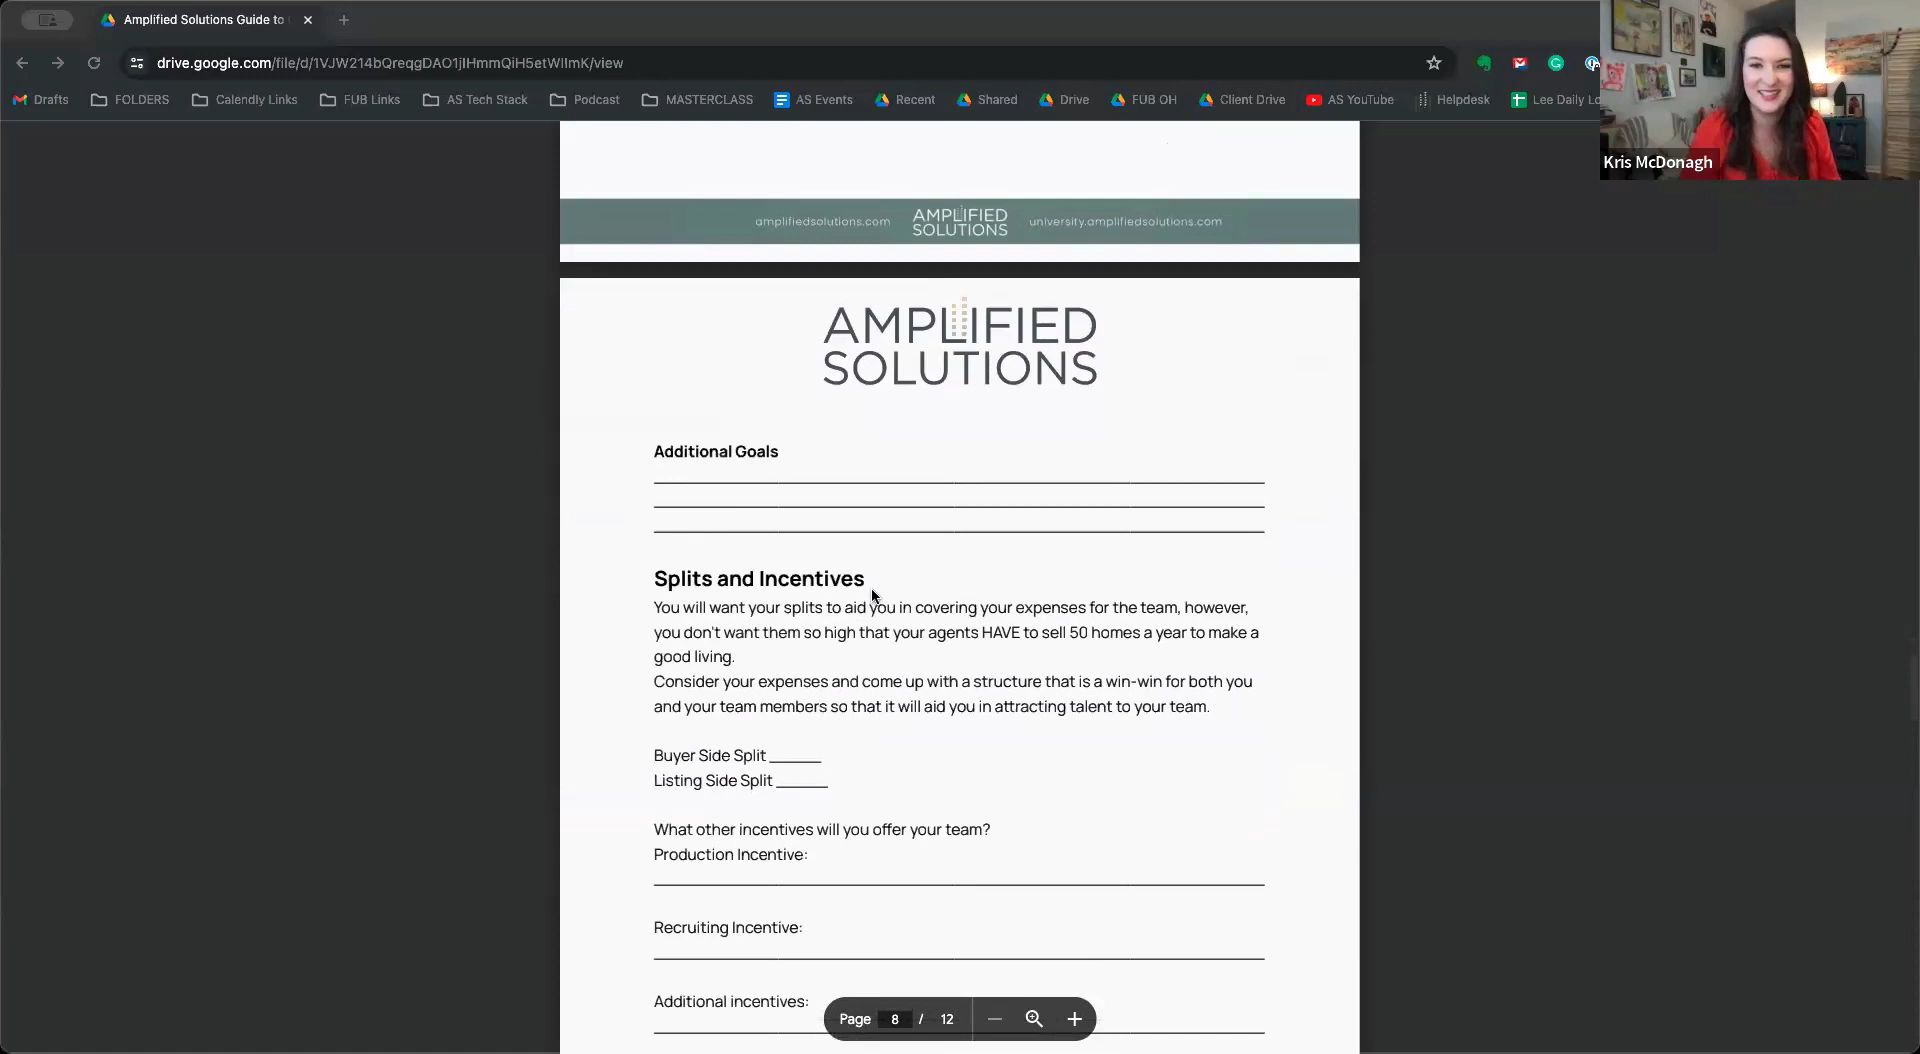 Amplified Solutions Guide to
drive.google.com/file/d/1VJW214bQreqgDAO1jlHmmQiH5etWllmK/view
Drafts
FOLDERS
Calendly Links
FUB Links
AS Tech Stack
Podcast
MASTERCLASS
AS Events
Recent
Shared
Drive
FUB OH
Client Drive
AS YouTube
Helpdesk
Lee Daily Lo
Kris McDonagh
amplifiedsolutions.com
AMPLIFIED
SOLUTIONS
university.amplifiedsolutions.com
AMPLIFIED
SOLUTIONS
Additional Goals
Splits and Incentives
You will want your splits to aid you in covering your expenses for the team, however,
you don't want them so high that your agents HAVE to sell 50 homes a year to make a
good living.
Consider your expenses and come up with a structure that is a win-win for both you
and your team members so that it will aid you in attracting talent to your team.
Buyer Side Split ______
Listing Side Split ______
What other incentives will you offer your team?
Production Incentive:
Recruiting Incentive:
Additional incentives:
Page 8 / 12